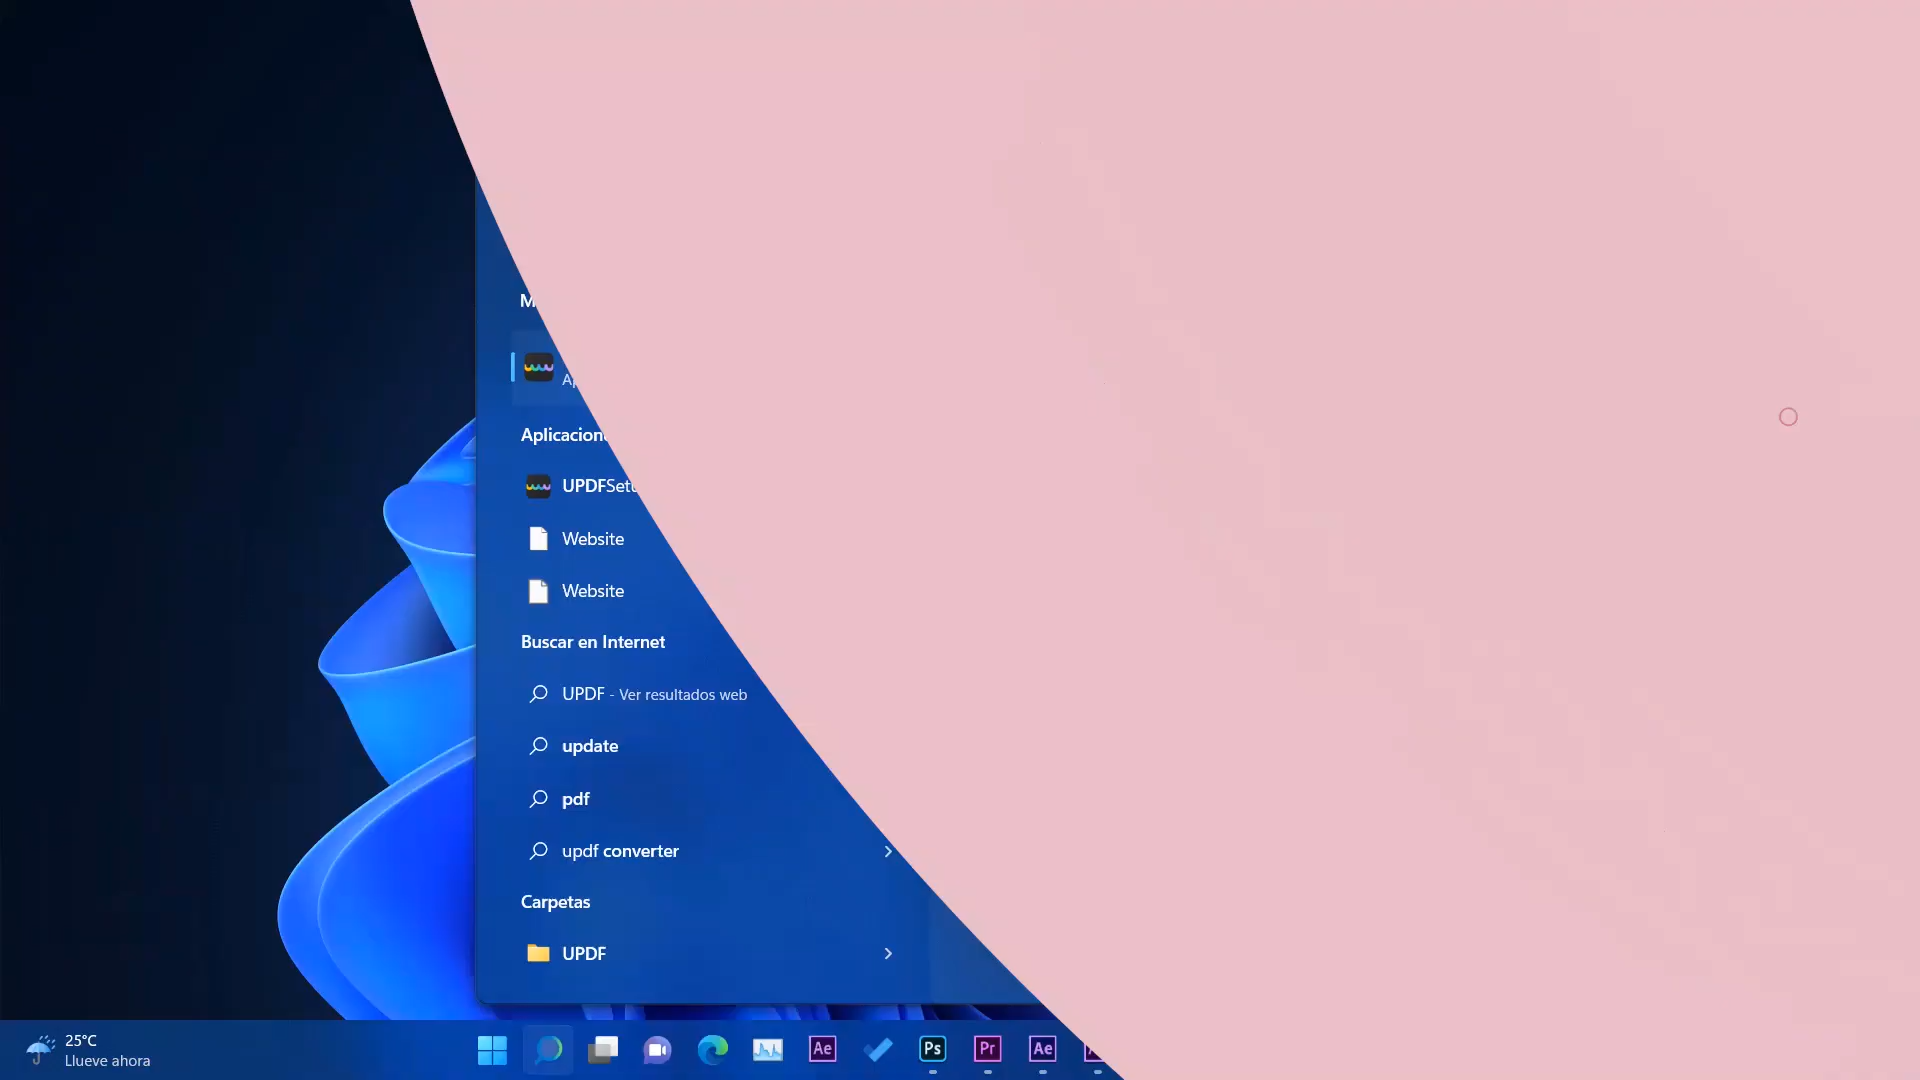 Aplicacion
UPDFSet
Website
Website
Buscar en Internet
UPDF - Ver resultados web
update
pdf
updf converter
Carpetas
UPDF
25°C
Llueve ahora
Ae
Ps
Pr
Ae